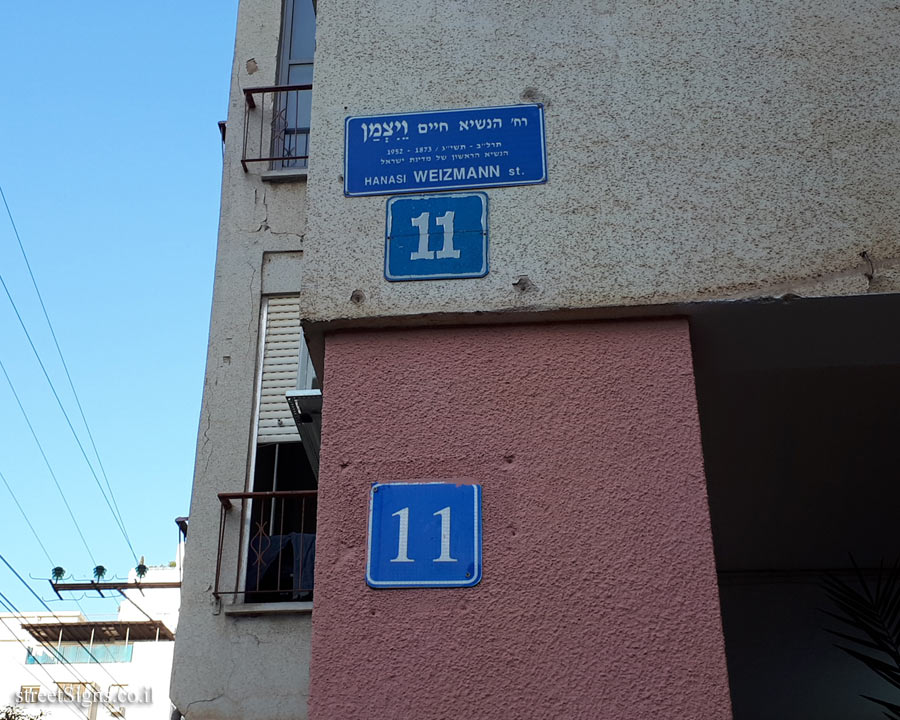 רח' הנשיא חיים וַיְצְמַן
תרל"ב - תשי"ג / 1873 - 1952
הנשיא הראשון של מדינת ישראל
HANASI WEIZMANN st.
11
11
streetSigns.co.il